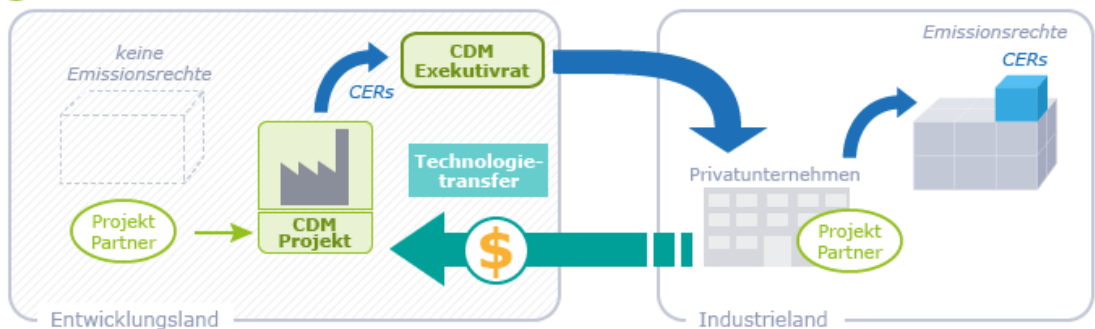 keine
Emissionsrechte
CDM
Exekutivrat
CERs
Projekt
Partner
CDM
Projekt
Technologie-
transfer
$
Entwicklungsland
Emissionsrechte
CERs
Privatunternehmen
Projekt
Partner
Industrieland